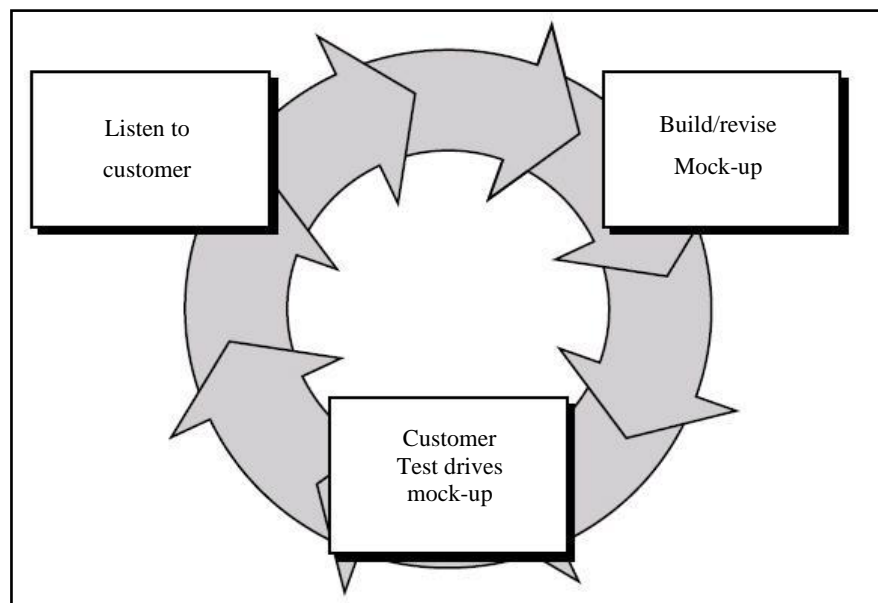 Listen to
customer
Build/revise
Mock-up
Customer
Test drives
mock-up